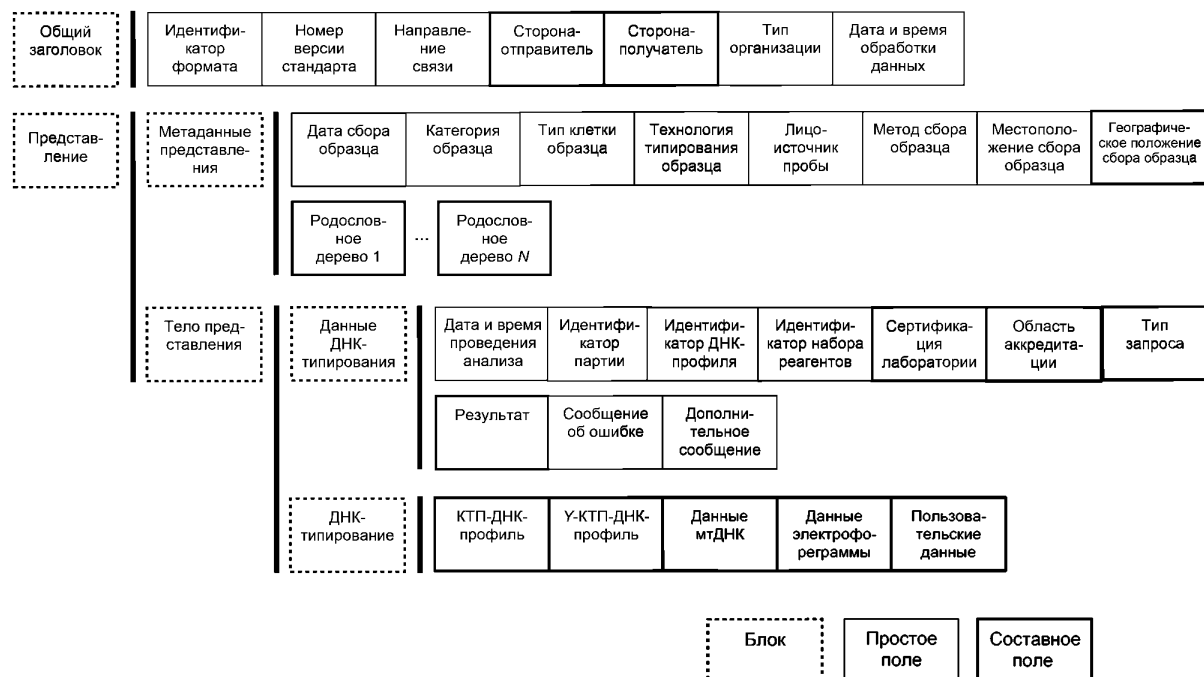 Общий
заголовок
Идентифи-
катор
формата
Номер
версии
стандарта
Направле-
ние
связи
Сторона-
отправитель
Сторона-
получатель
Тип
организации
Дата и время
обработки
данных
Представ-
ление
Метаданные
представле-
ния
Дата сбора
образца
Категория
образца
Тип клетки
образца
Технология
типирования
образца
Лицо-
источник
пробы
Метод сбора
образца
Местополо-
жение сбора
образца
Географиче-
ское положение
сбора образца
Родослов-
ное
дерево 1
...
Родослов-
ное
дерево N
Тело пред-
ставления
Данные
ДНК-
типирования
Дата и время
проведения
анализа
Идентифи-
катор
партии
Идентифи-
катор ДНК-
профиля
Идентифи-
катор набора
реагентов
Сертифика-
ция
лаборатории
Область
аккредита-
ции
Тип
запроса
Результат
Сообщение
об ошибке
Дополни-
тельное
сообщение
ДНК-
типирование
КТП-ДНК-
профиль
Y-КТП-ДНК-
профиль
Данные
мтДНК
Данные
электрофо-
реграммы
Пользова-
тельские
данные
Блок
Простое
поле
Составное
поле